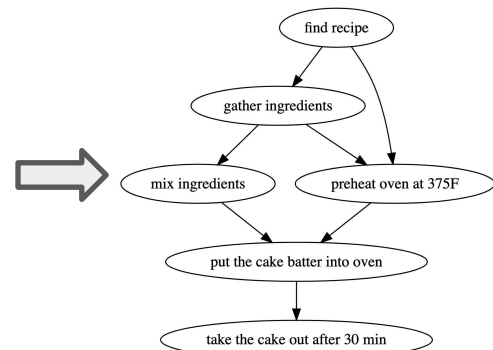 find recipe
gather ingredients
mix ingredients
preheat oven at 375F
put the cake batter into oven
take the cake out after 30 min